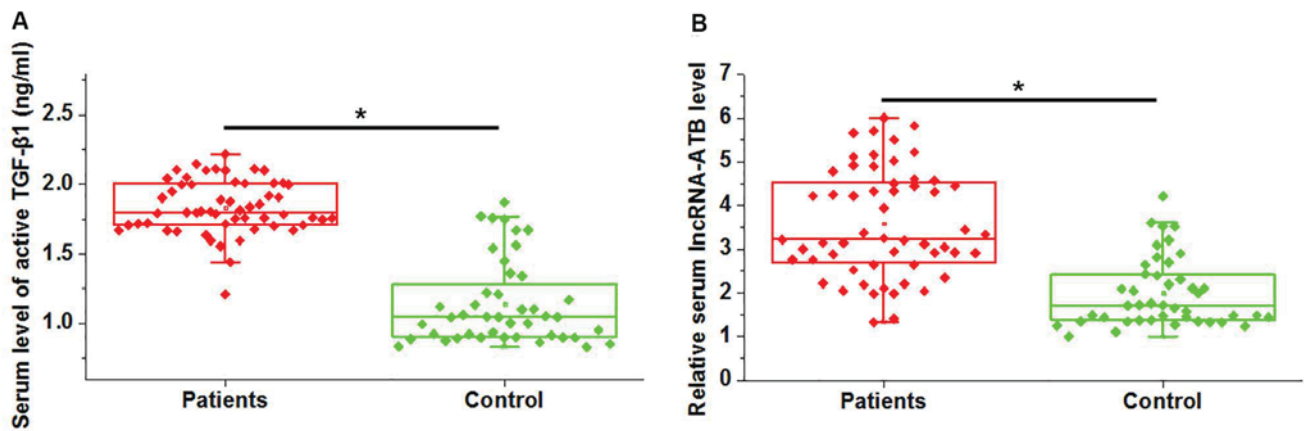 A
Serum level of active TGF-β1 (ng/ml)
2.5
2.0
1.5
1.0
*
Patients
Control
B
Relative serum lncRNA-ATB level
7
6
5
4
3
2
1
0
*
Patients
Control